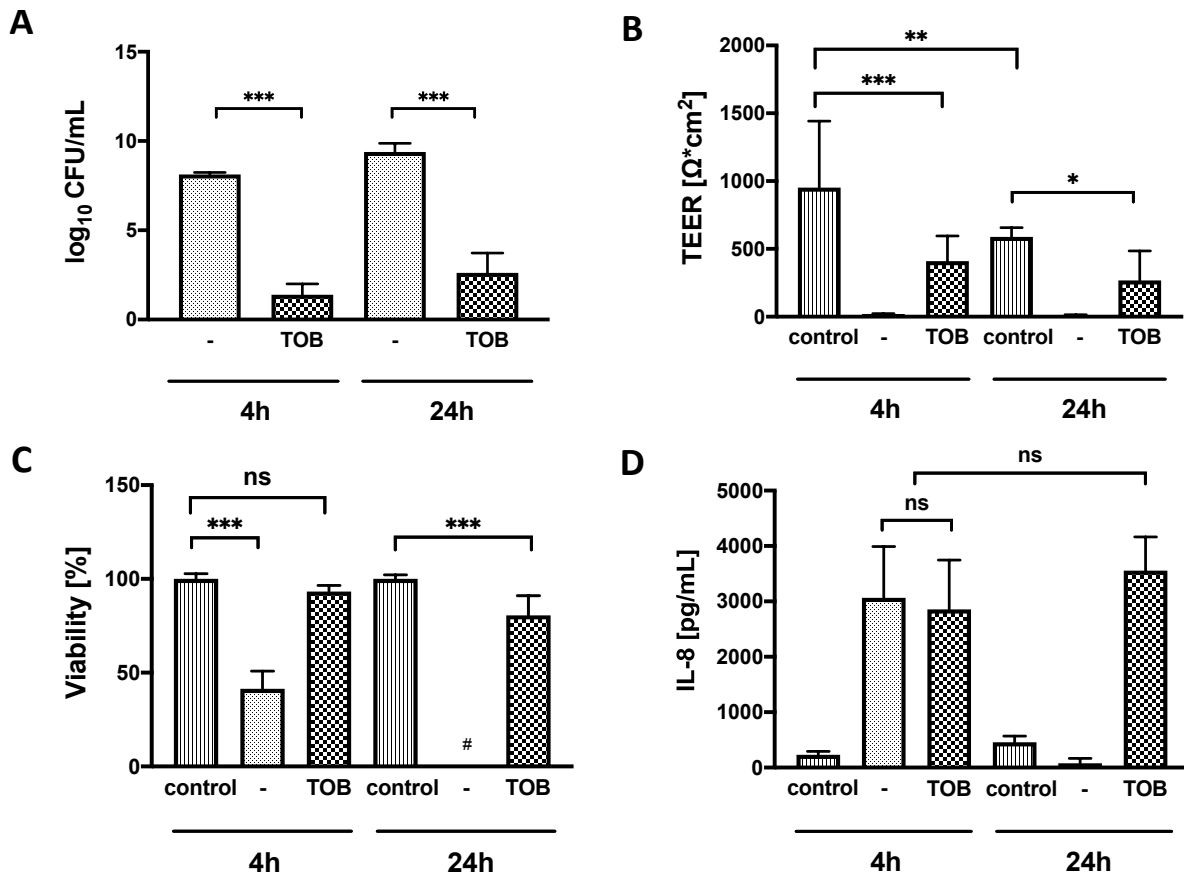 A
log₁₀ CFU/mL
15
10
5
0
***
***
- TOB - TOB
4h 24h
B
TEER [Ω*cm²]
2000
1500
1000
500
0
**
***
*
control - TOB control - TOB
4h 24h
C
Viability [%]
150
100
50
0
ns
***
***
#
control - TOB control - TOB
4h 24h
D
IL-8 [pg/mL]
5000
4000
3000
2000
1000
0
ns
ns
control - TOB control - TOB
4h 24h